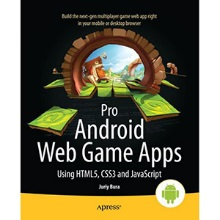 Build the next-gen multiplayer game web app right
in your mobile or desktop browser
Pro
Android
Web Game Apps
Using HTML5, CSS3 and JavaScript
Juriy Bura
Apress®